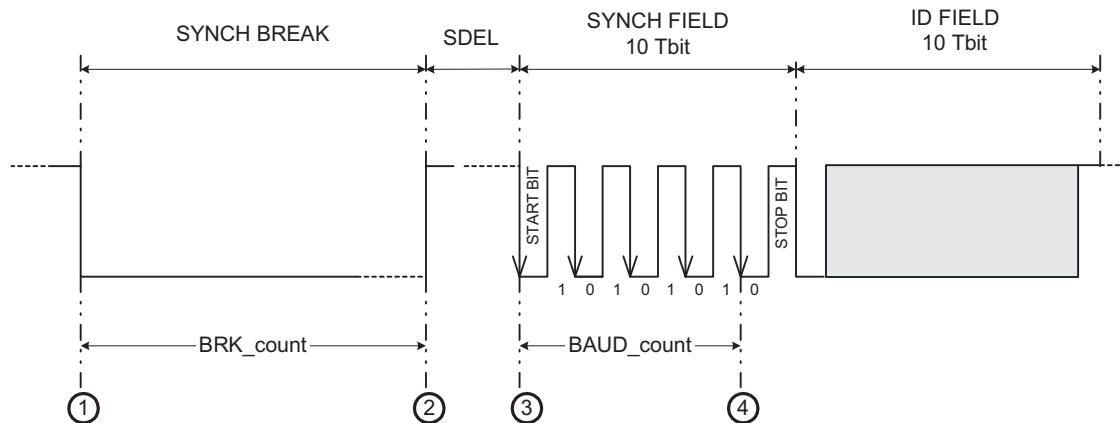 SYNCH BREAK
SDEL
SYNCH FIELD
10 Tbit
ID FIELD
10 Tbit
START BIT
STOP BIT
1 0 1 0 1 0 1 0
BRK_count
BAUD_count
1
2
3
4